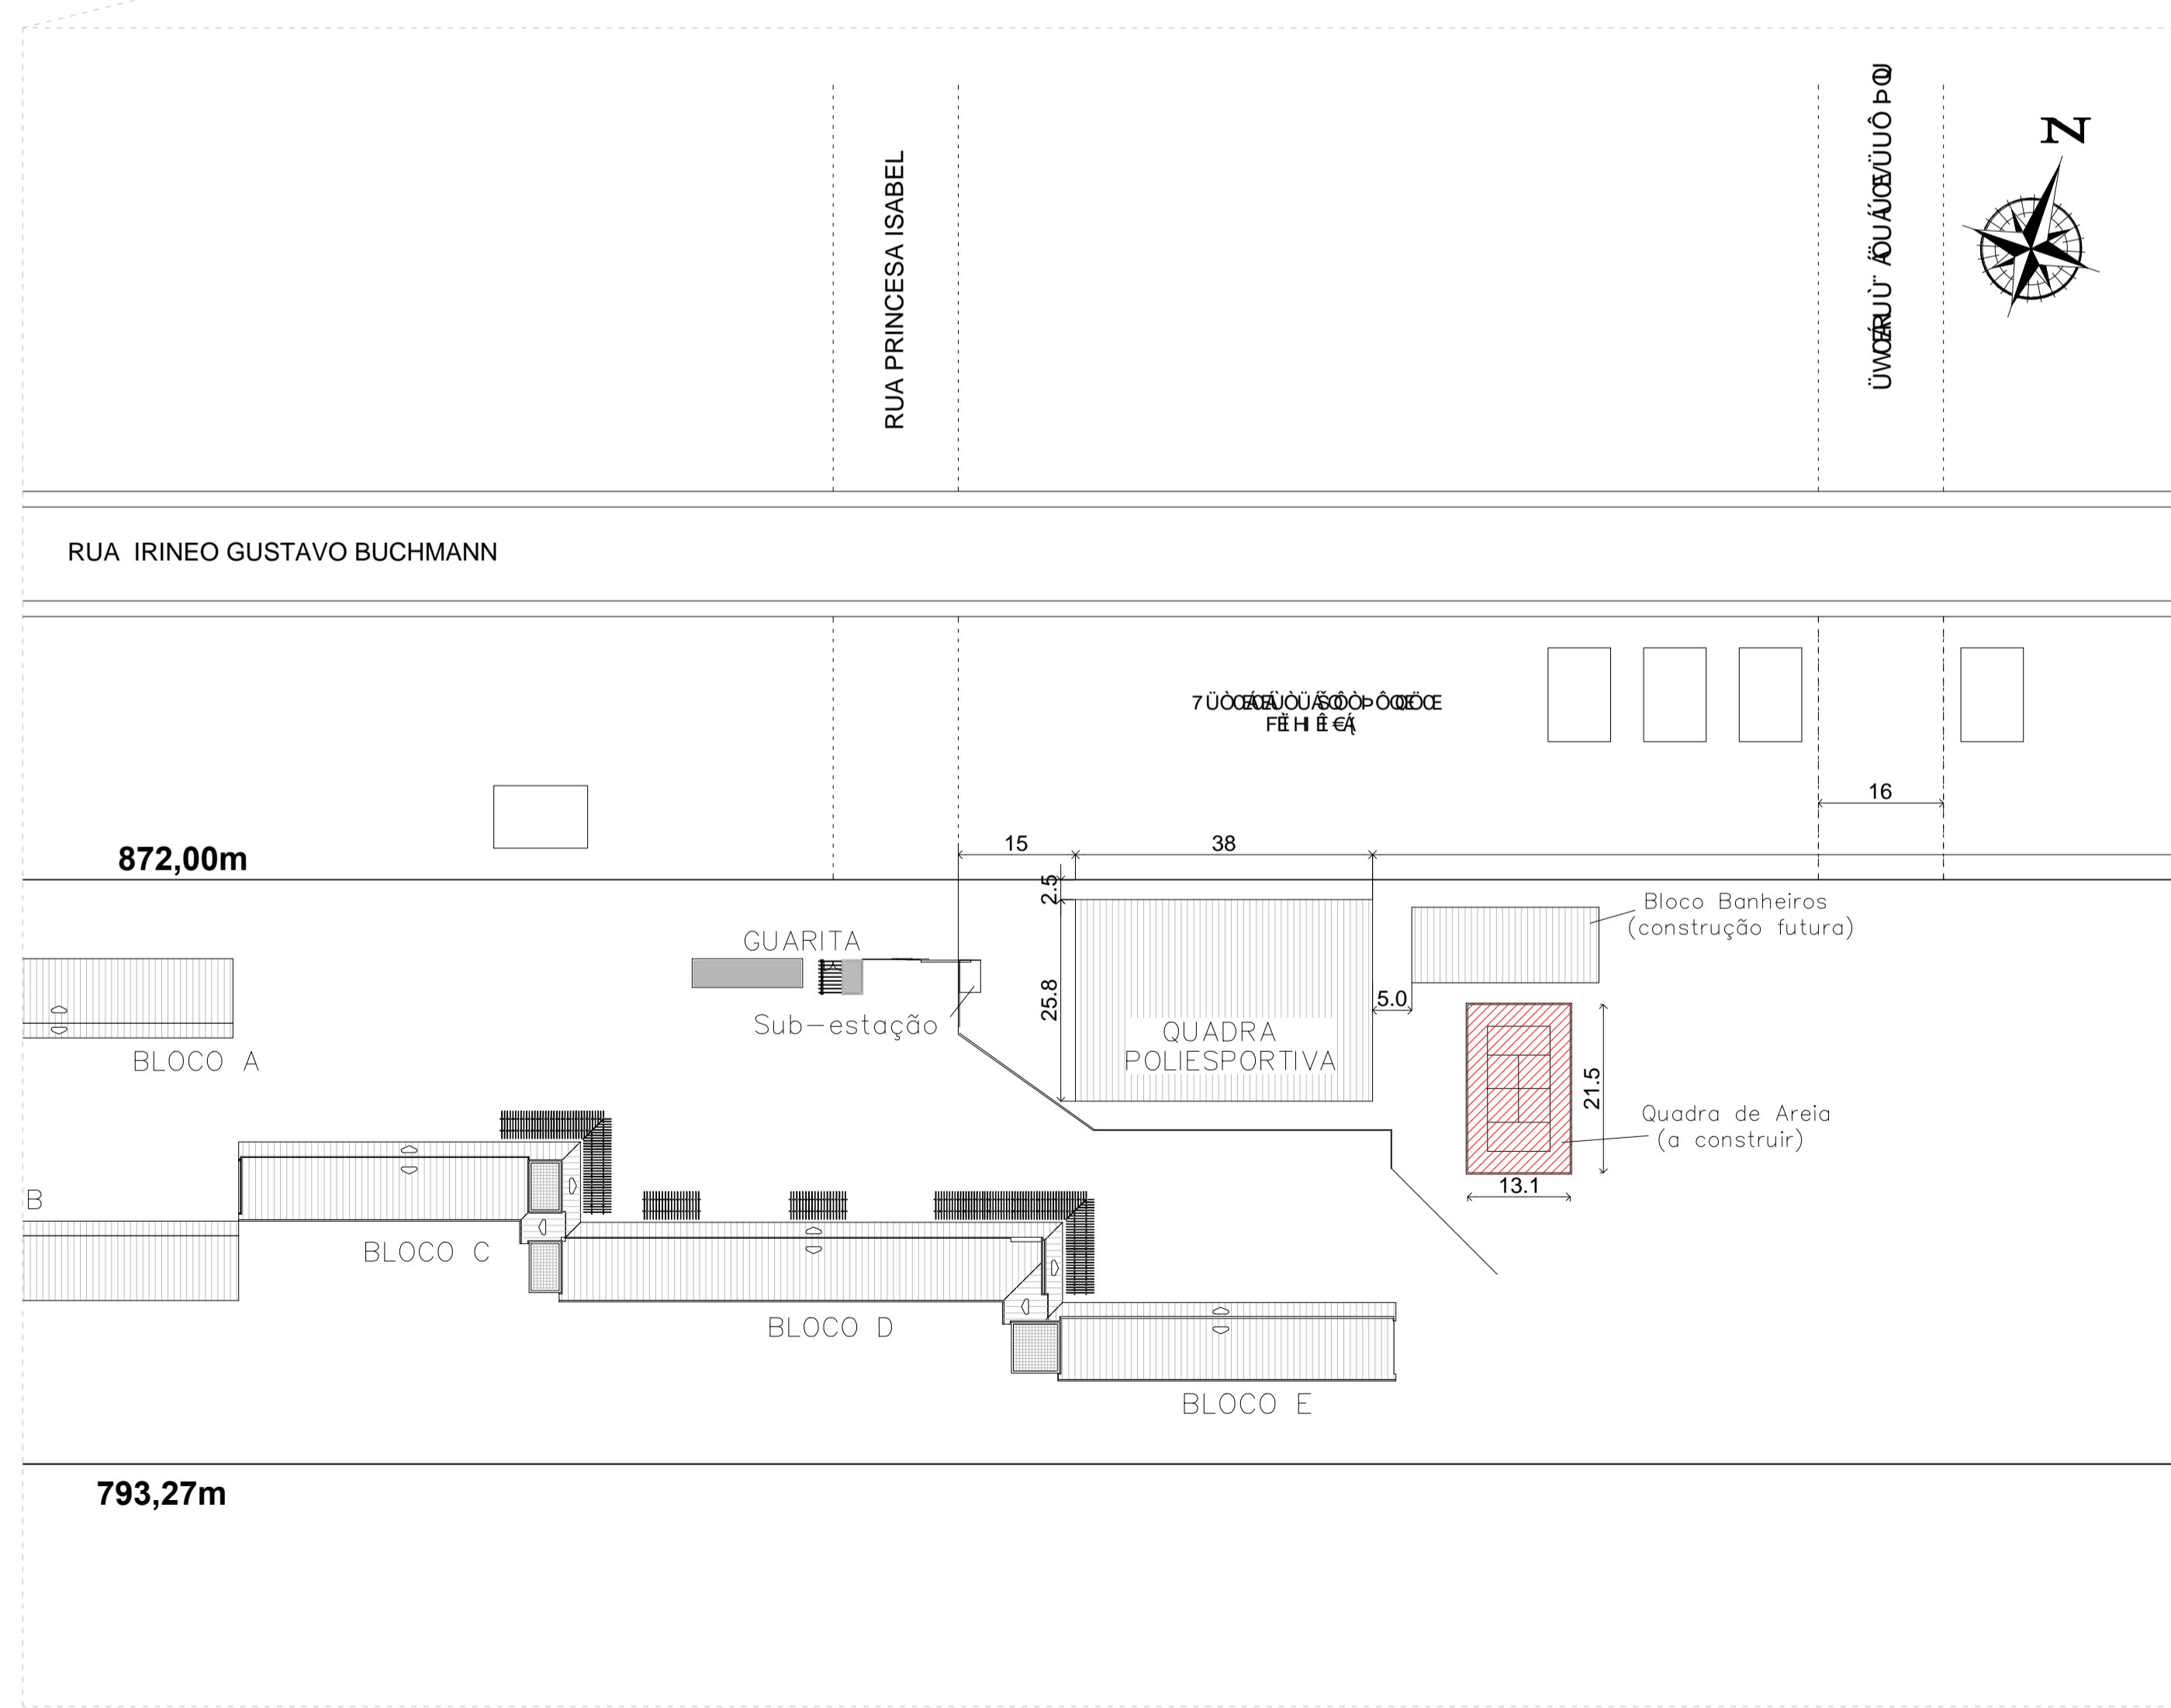 N
RUA PRINCESA ISABEL
RUA IRINEO GUSTAVO BUCHMANN
16
872,00m
15
38
2.5
Bloco Banheiros
(construção futura)
GUARITA
25.8
5.0
Sub-estação
QUADRA
POLIESPORTIVA
BLOCO A
21.5
Quadra de Areia
(a construir)
13.1
B
BLOCO C
BLOCO D
BLOCO E
793,27m